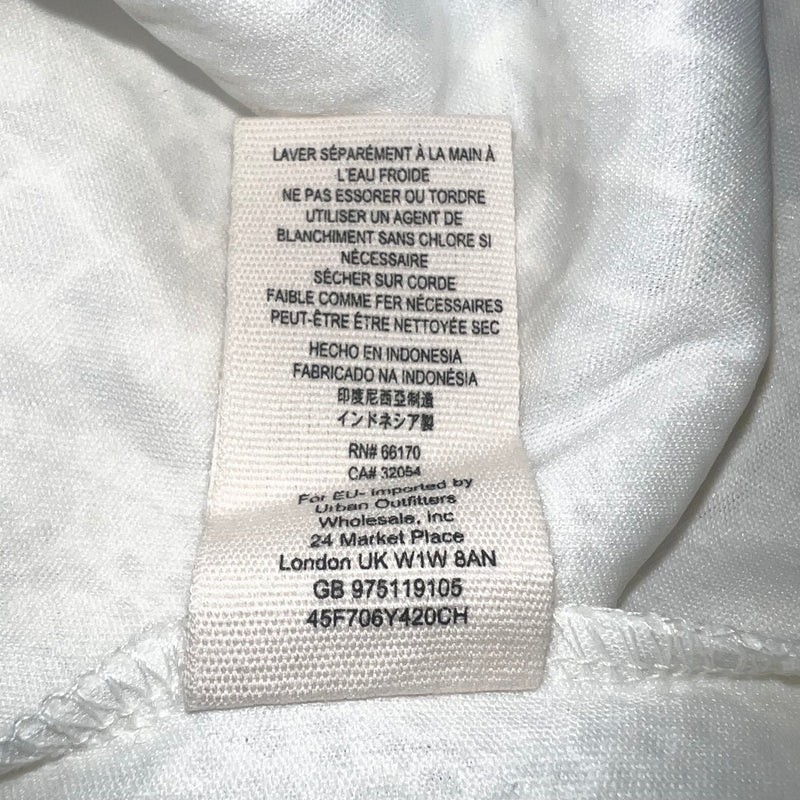 LAVER SÉPARÉMENT À LA MAIN À
L'EAU FROIDE
NE PAS ESSORER OU TORDRE
UTILISER UN AGENT DE
BLANCHIMENT SANS CHLORE SI
NÉCESSAIRE
SÉCHER SUR CORDE
FAIBLE COMME FER NÉCESSAIRES
PEUT-ÊTRE ÊTRE NETTOYÉE SEC
HECHO EN INDONESIA
FABRICADO NA INDONÉSIA
印度尼西亞制造
インドネシア製
RN# 66170
CA# 32054
For EU- Imported by
Urban Outfitters
Wholesale, Inc
24 Market Place
London UK W1W 8AN
GB 975119105
45F706Y420CH